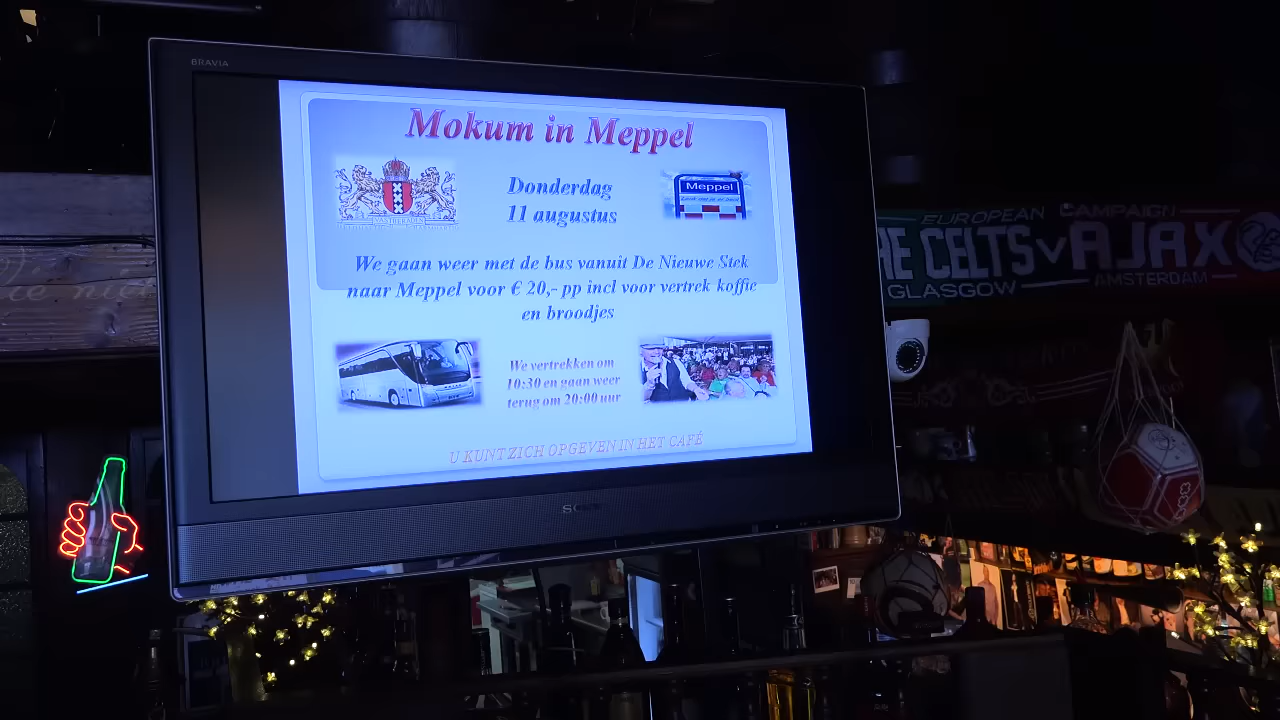 BRAVIA
Mokum in Meppel
Donderdag
11 augustus
Meppel
We gaan weer met de bus vanuit De Nieuwe Stek
naar Meppel voor € 20,- pp incl voor vertrek koffie
en broodjes
We vertrekken om
10:30 en gaan weer
terug om 20:00 uur
U KUNT ZICH OPGEVEN IN HET CAFÉ
SONY
EUROPEAN CAMPAIGN
HE CELTS v AJAX
GLASGOW AMSTERDAM